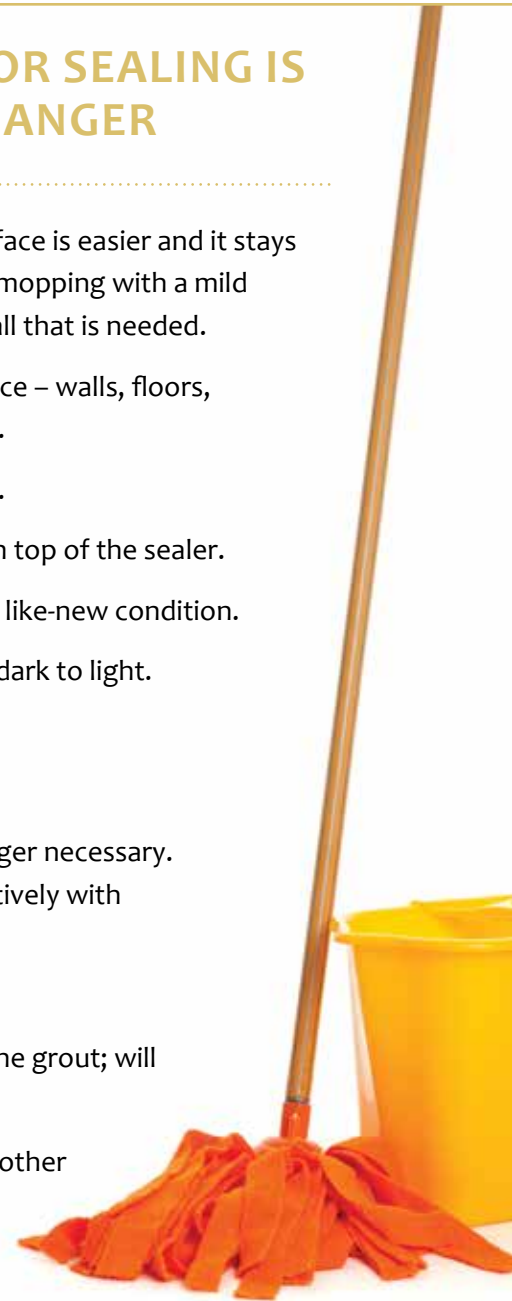 OR SEALING IS
ANGER
face is easier and it stays
mopping with a mild
all that is needed.
ce – walls, floors,
.
.
n top of the sealer.
like-new condition.
dark to light.
ger necessary.
tively with
he grout; will
other